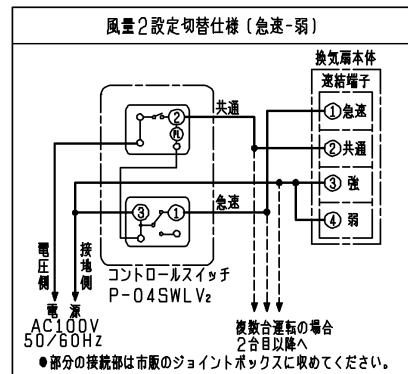 風量2設定切替仕様(急速-弱)
換気扇本体
速結端子
①急速
②共通
③強
④弱
共通
②
PL
急速
③
①
電圧側
接地側
コントロールスイッチ
P-04SWLV2
電源
AC100V
50/60Hz
複数台運転の場合
2台目以降へ
●部分の接続部は市販のジョイントボックスに収めてください。